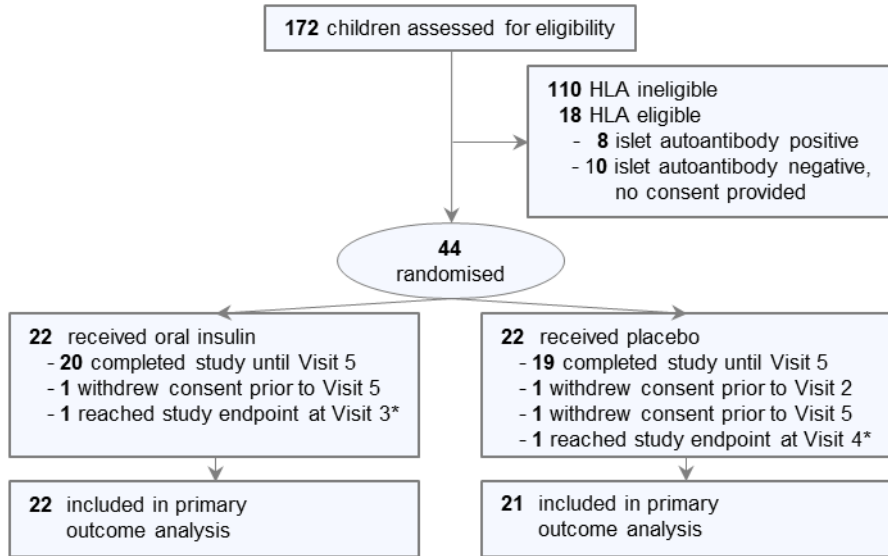 172 children assessed for eligibility
110 HLA ineligible
18 HLA eligible
- 8 islet autoantibody positive
- 10 islet autoantibody negative,
no consent provided
44
randomised
22 received oral insulin
- 20 completed study until Visit 5
- 1 withdrew consent prior to Visit 5
- 1 reached study endpoint at Visit 3*
22 received placebo
- 19 completed study until Visit 5
- 1 withdrew consent prior to Visit 2
- 1 withdrew consent prior to Visit 5
- 1 reached study endpoint at Visit 4*
22 included in primary
outcome analysis
21 included in primary
outcome analysis